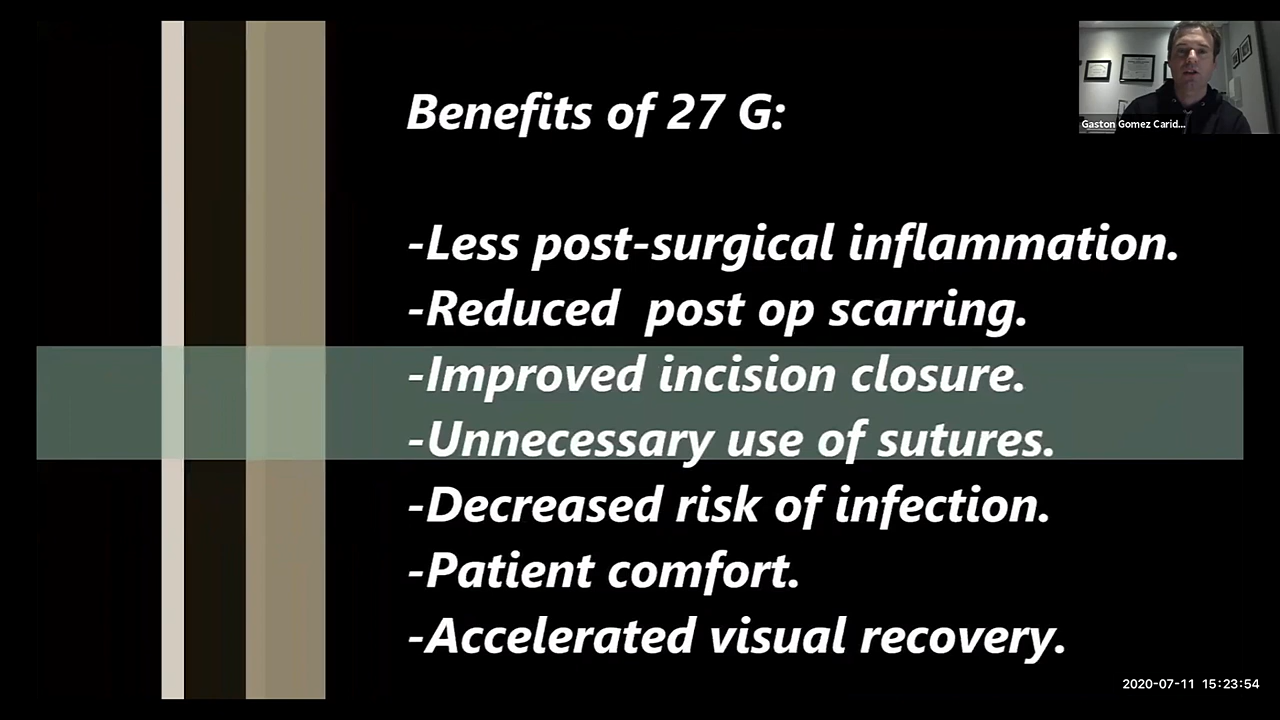 Benefits of 27 G:
Gaston Gomez Carid...
-Less post-surgical inflammation.
-Reduced  post op scarring.
-Improved incision closure.
-Unnecessary use of sutures.
-Decreased risk of infection.
-Patient comfort.
-Accelerated visual recovery.
2020-07-11 15:23:54